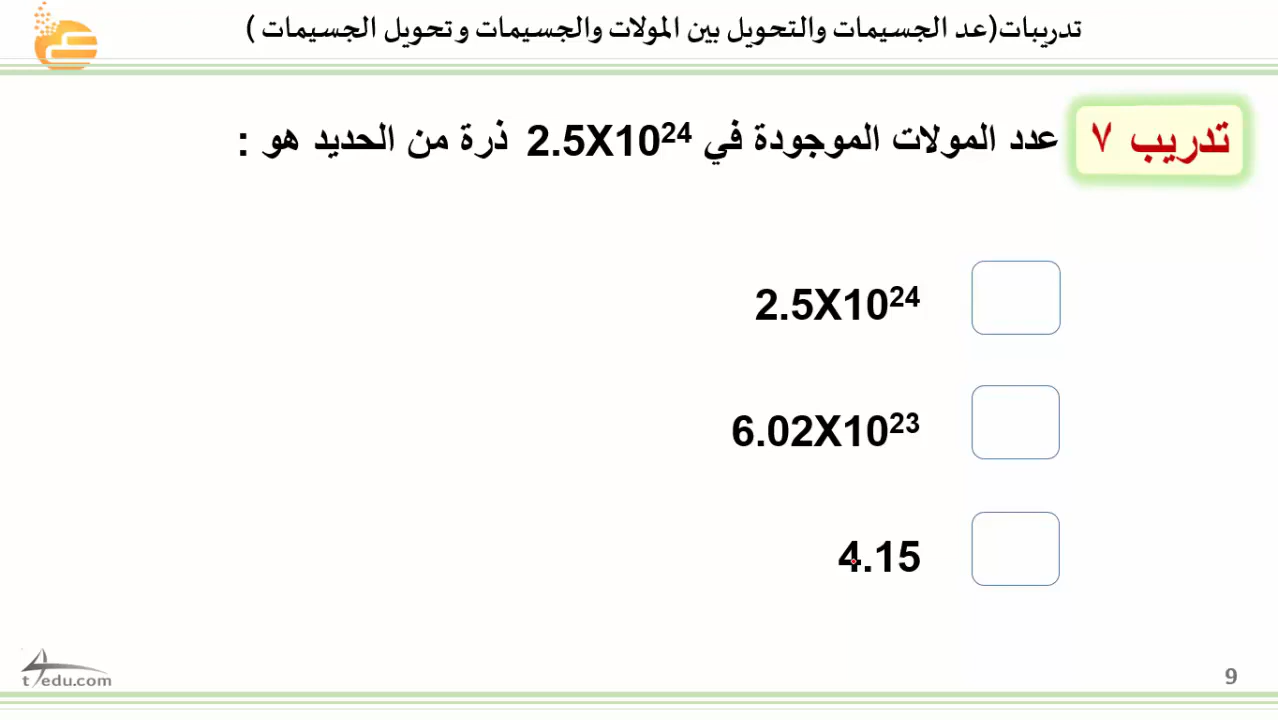 تدريبات(عد الجسيمات والتحويل بين المولات والجسيمات وتحويل الجسيمات )
تدريب ٧
عدد المولات الموجودة في 2.5X10²⁴ ذرة من الحديد هو :
2.5X10²⁴
6.02X10²³
4.15
t4edu.com
9